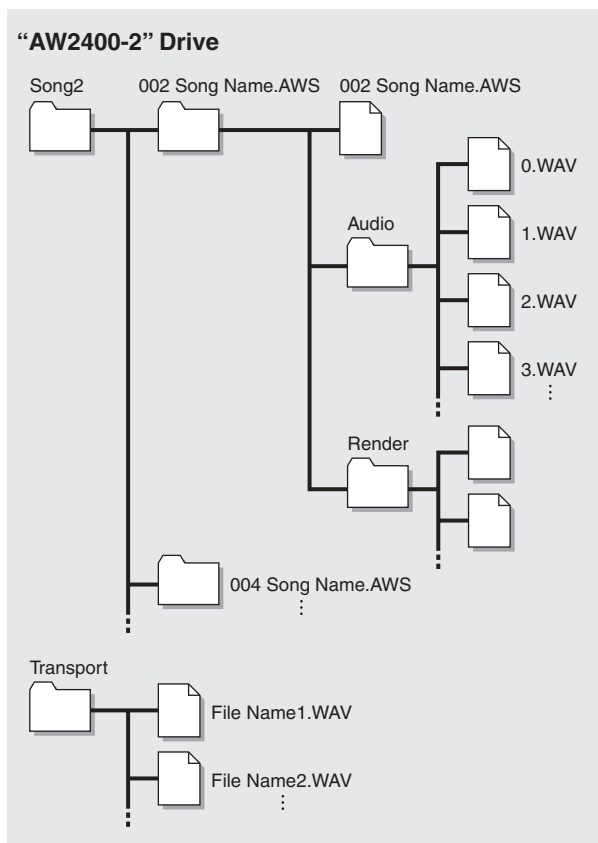 “AW2400-2” Drive
Song2
002 Song Name.AWS
002 Song Name.AWS
0.WAV
Audio
1.WAV
2.WAV
3.WAV
Render
004 Song Name.AWS
Transport
File Name1.WAV
File Name2.WAV